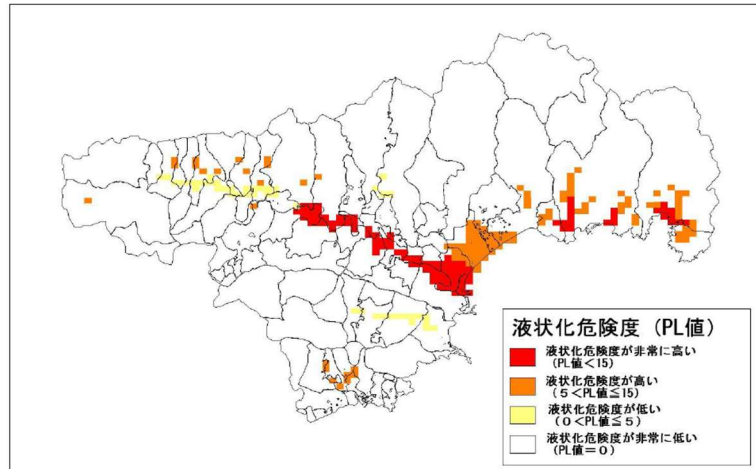 液状化危険度（PL値）
液状化危険度が非常に高い
(PL値<15)
液状化危険度が高い
(5<PL値≦15)
液状化危険度が低い
(0<PL値≦5)
液状化危険度が非常に低い
(PL値=0)